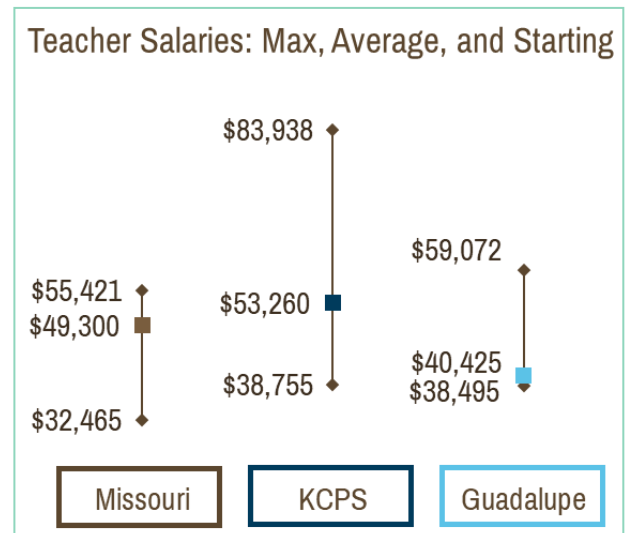 Teacher Salaries: Max, Average, and Starting
$83,938
$59,072
$55,421
$53,260
$49,300
$40,425
$38,755
$38,495
$32,465
Missouri
KCPS
Guadalupe